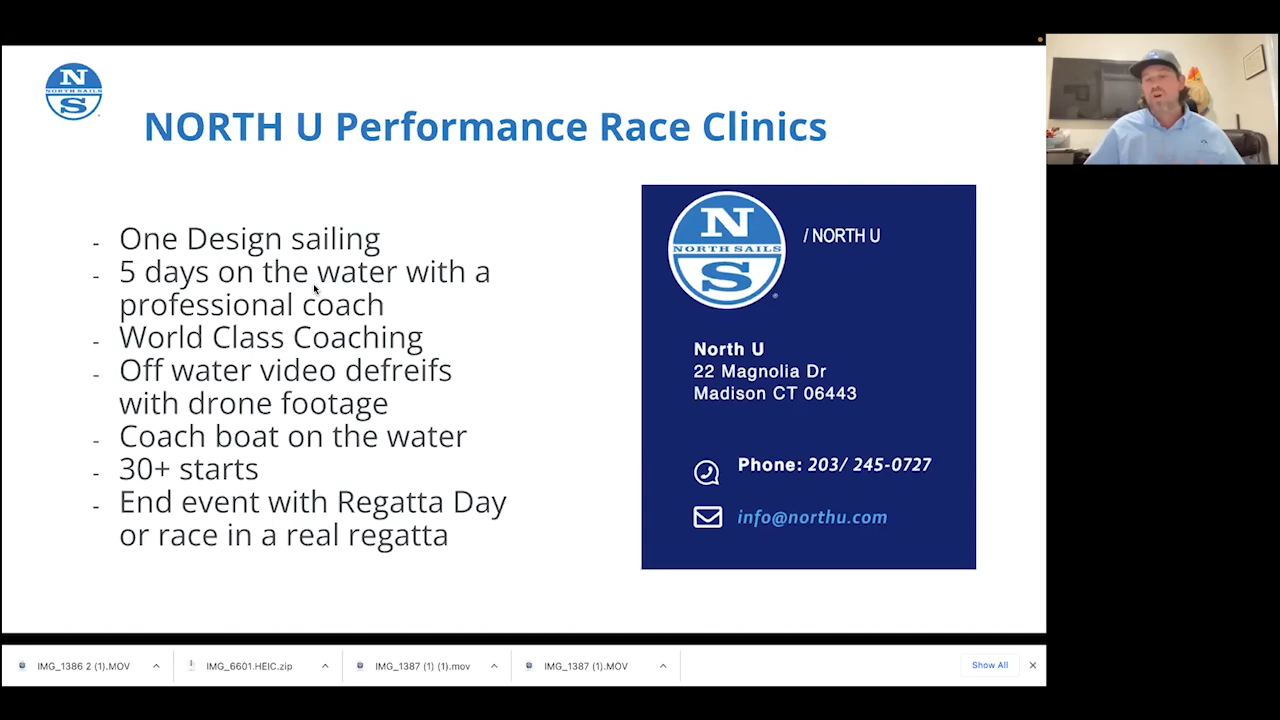 N
NORTH SAILS
S
NORTH U Performance Race Clinics
- One Design sailing
- 5 days on the water with a
professional coach
- World Class Coaching
- Off water video defreifs
with drone footage
- Coach boat on the water
- 30+ starts
- End event with Regatta Day
or race in a real regatta
N
NORTH SAILS
S
®
/ NORTH U
North U
22 Magnolia Dr
Madison CT 06443
Phone: 203/ 245-0727
info@northu.com
IMG_1386 2 (1).MOV
IMG_6601.HEIC.zip
IMG_1387 (1) (1).mov
IMG_1387 (1).MOV
Show All